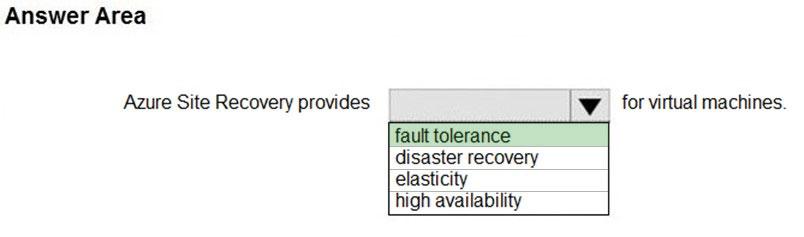 Answer Area
Azure Site Recovery provides for virtual machines.
fault tolerance
disaster recovery
elasticity
high availability